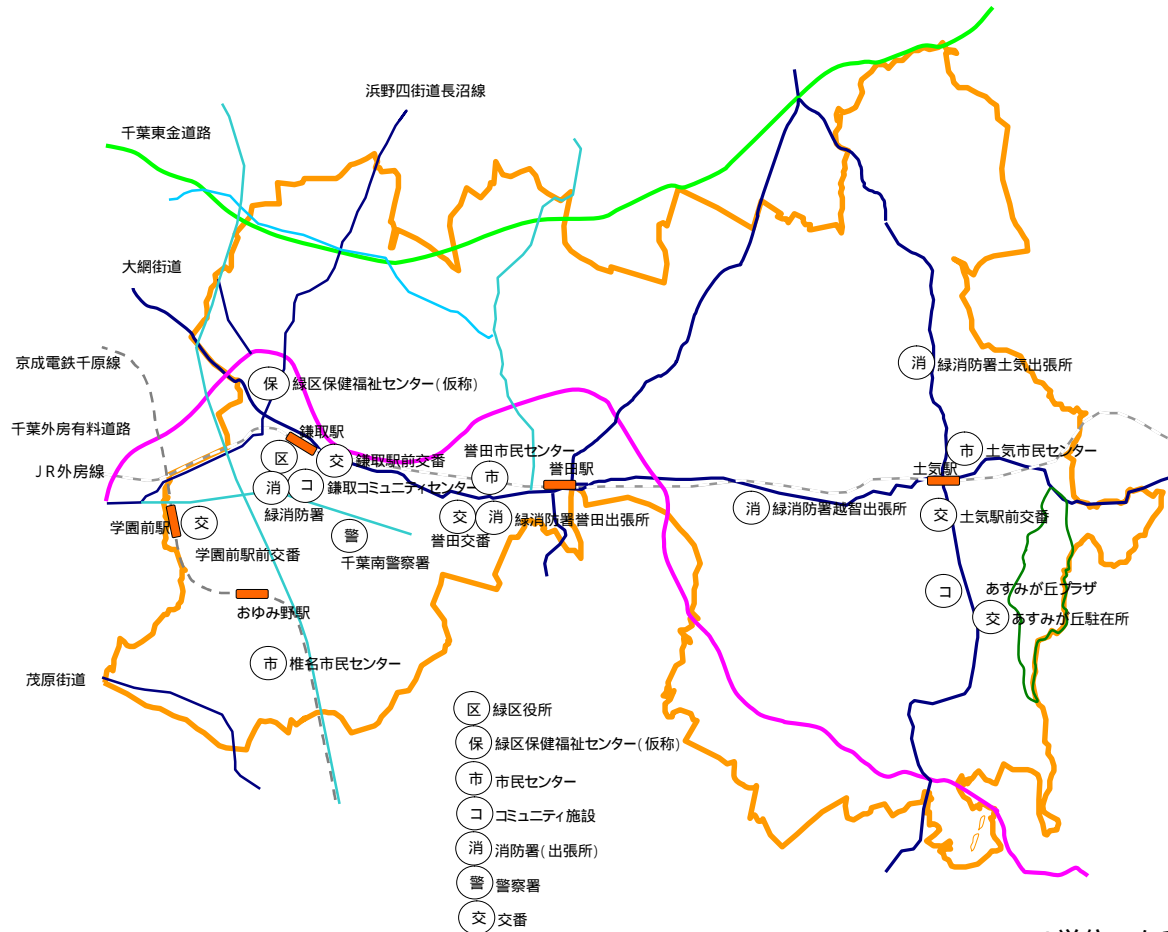 浜野四街道長沼線
千葉東金道路
大網街道
京成電鉄千原線
保 緑区保健福祉センター(仮称)
消 緑消防署土気出張所
千葉外房有料道路
鎌取駅
JR外房線
区
交 鎌取駅前交番
誉田市民センター
市
誉田駅
土気駅
市 土気市民センター
消
コ 鎌取コミュニティセンター
緑消防署
学園前駅
交
学園前駅前交番
警
千葉南警察署
交
誉田交番
消 緑消防署誉田出張所
消 緑消防署越智出張所
交 土気駅前交番
おゆみ野駅
コ
あすみが丘プラザ
交 あすみが丘駐在所
市 椎名市民センター
茂原街道
区 緑区役所
保 緑区保健福祉センター(仮称)
市 市民センター
コ コミュニティ施設
消 消防署(出張所)
警 警察署
交 交番